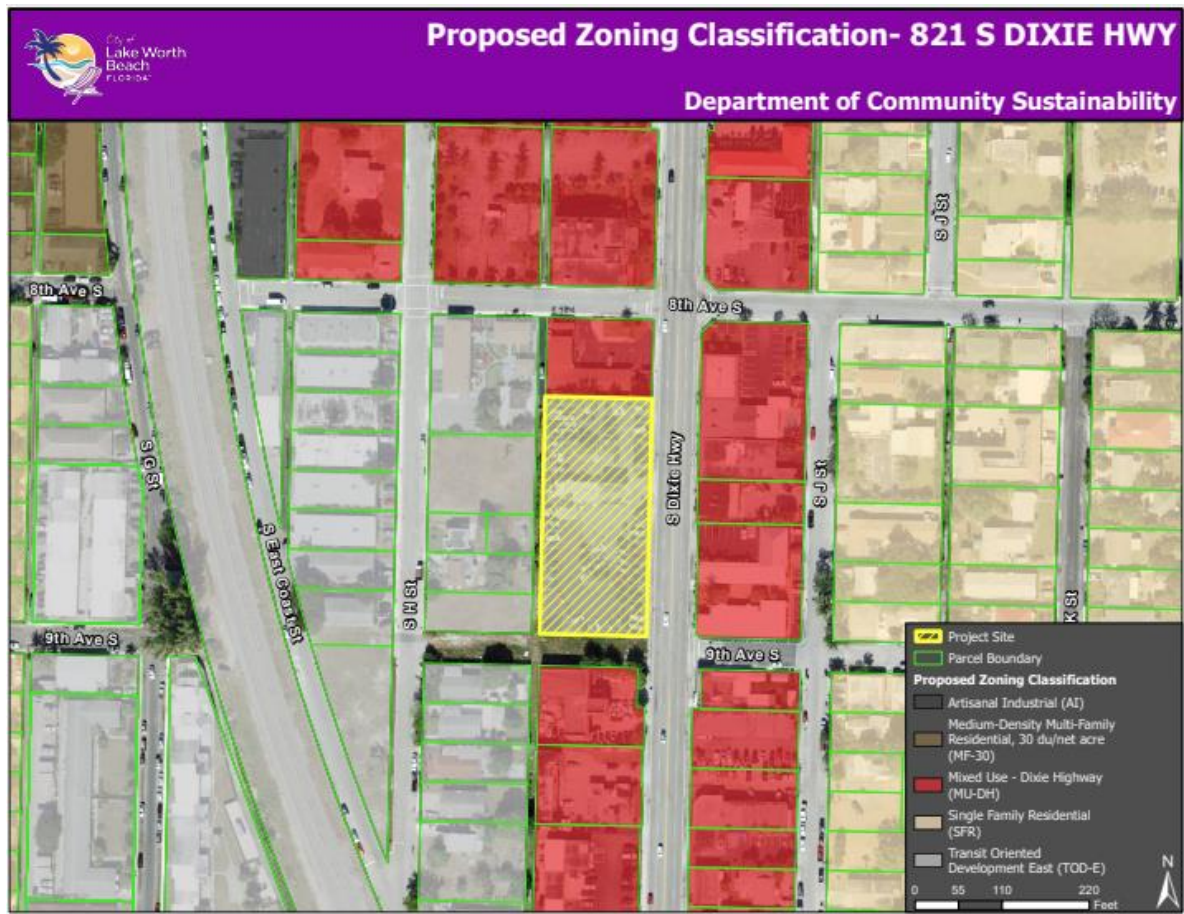 City of
Lake Worth
Beach
FLORIDA
Proposed Zoning Classification- 821 S DIXIE HWY
Department of Community Sustainability
S J St
8th Ave S
8th Ave S
S G St
S East Coast St
S H St
S Dixie Hwy
S J St
K St
9th Ave S
9th Ave S
Project Site
Parcel Boundary
Proposed Zoning Classification
Artisanal Industrial (AI)
Medium-Density Multi-Family
Residential, 30 du/net acre
(MF-30)
Mixed Use - Dixie Highway
(MU-DH)
Single Family Residential
(SFR)
Transit Oriented
Development East (TOD-E)
N
0 55 110 220
Feet